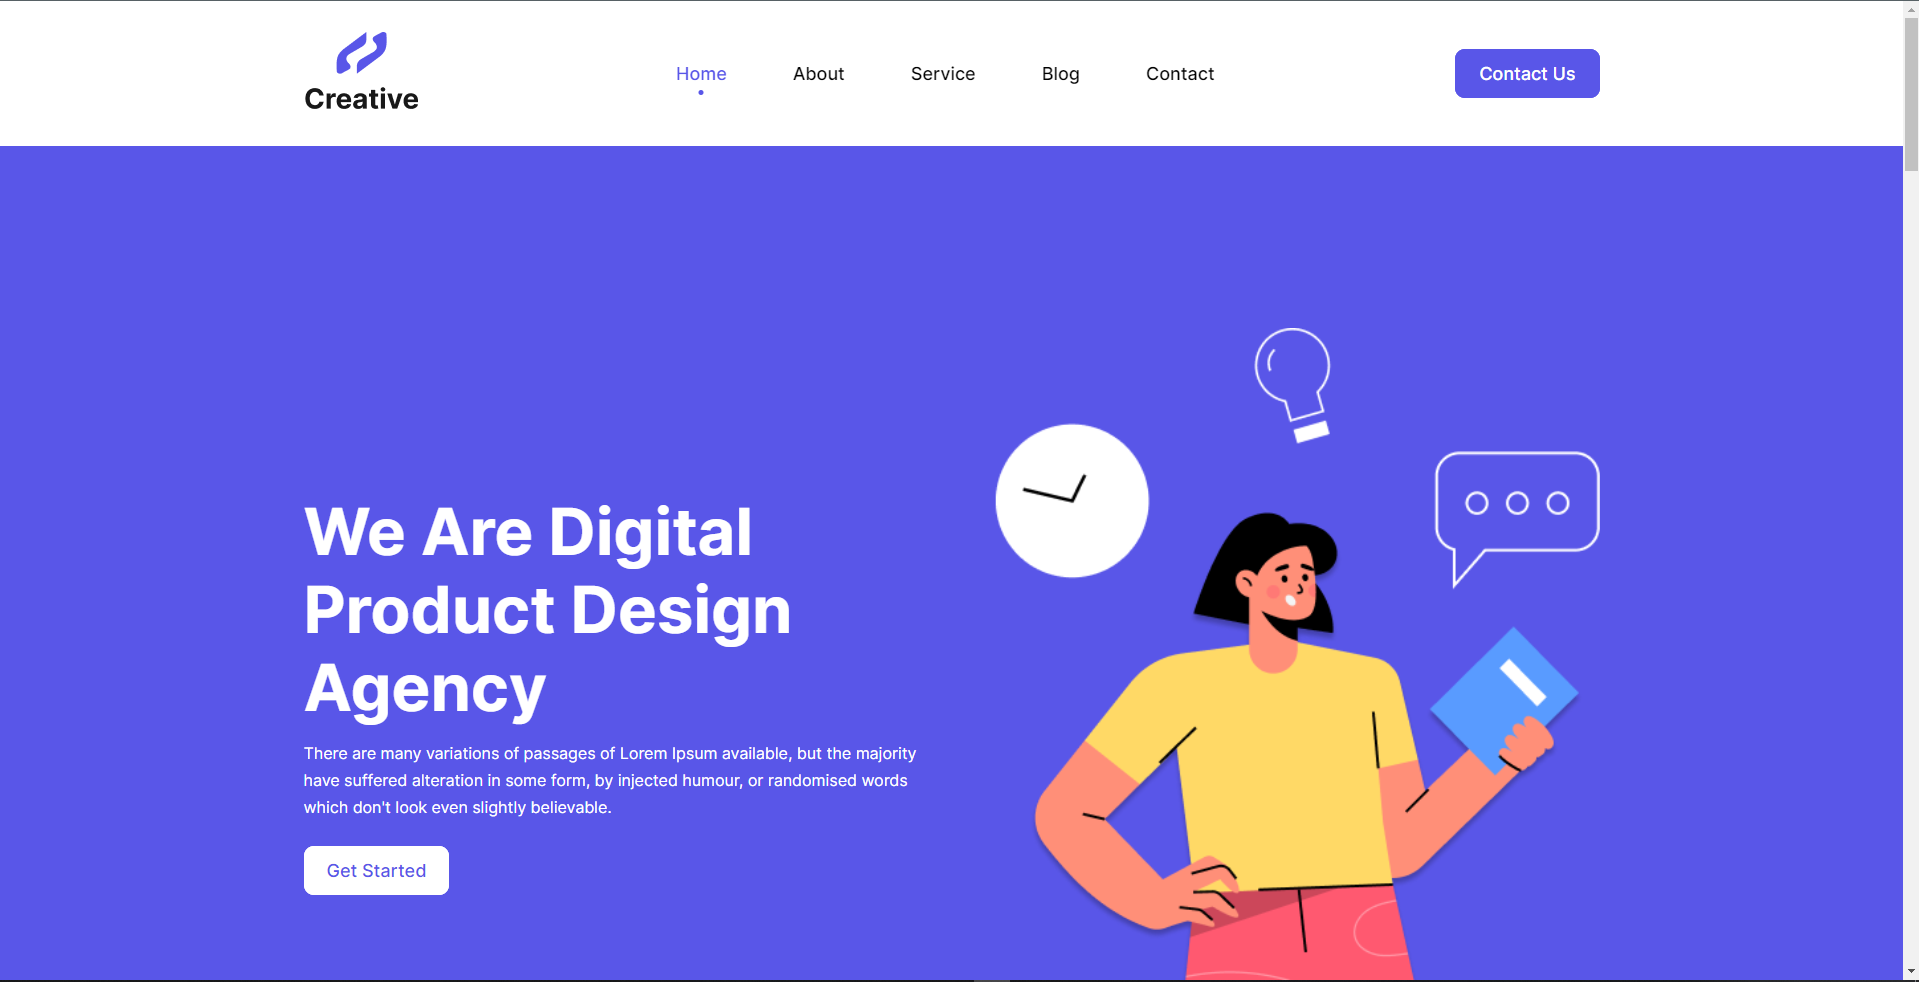 Creative
Home
About
Service
Blog
Contact
Contact Us
We Are Digital
Product Design
Agency
There are many variations of passages of Lorem Ipsum available, but the majority
have suffered alteration in some form, by injected humour, or randomised words
which don't look even slightly believable.
Get Started